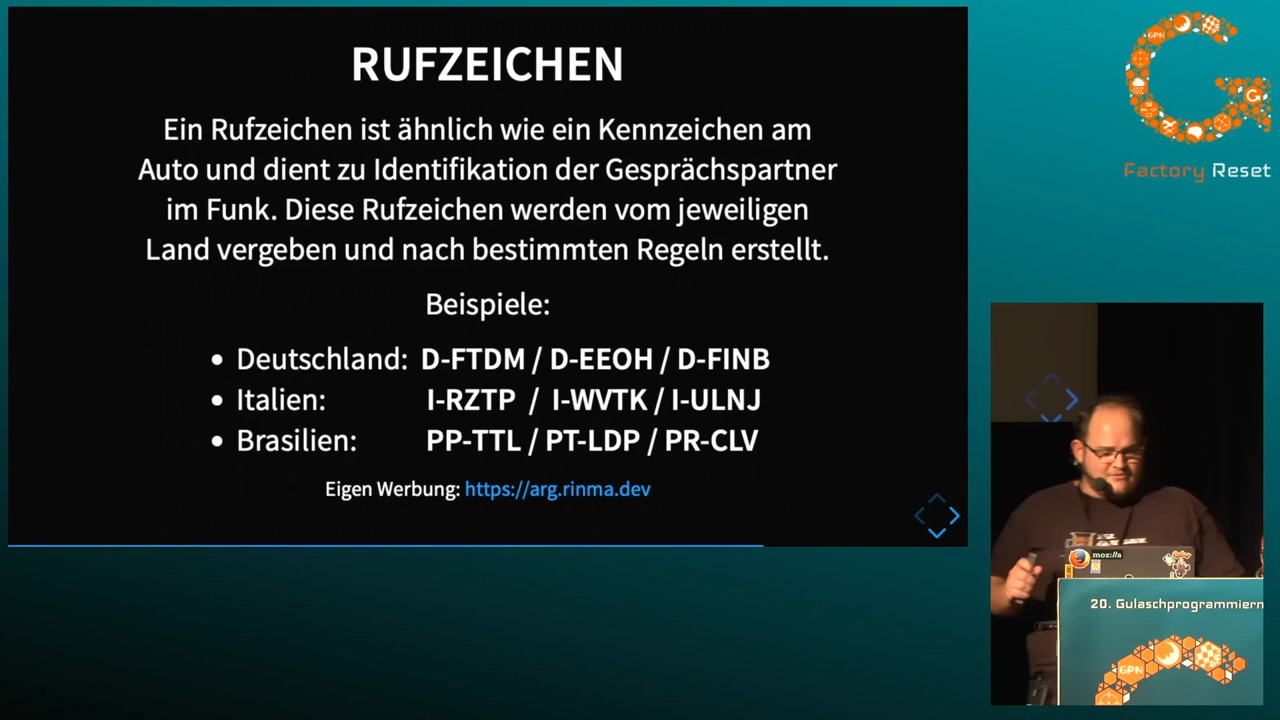 RUFZEICHEN
Ein Rufzeichen ist ähnlich wie ein Kennzeichen am
Auto und dient zu Identifikation der Gesprächspartner
im Funk. Diese Rufzeichen werden vom jeweiligen
Land vergeben und nach bestimmten Regeln erstellt.
Beispiele:
• Deutschland: D-FTDM / D-EEOH / D-FINB
• Italien: I-RZTP / I-WVTK / I-ULNJ
• Brasilien: PP-TTL / PT-LDP / PR-CLV
Eigen Werbung: https://arg.rinma.dev
GPN
G
Factory Reset
moz://a
20. Gulaschprogrammiern
GPN